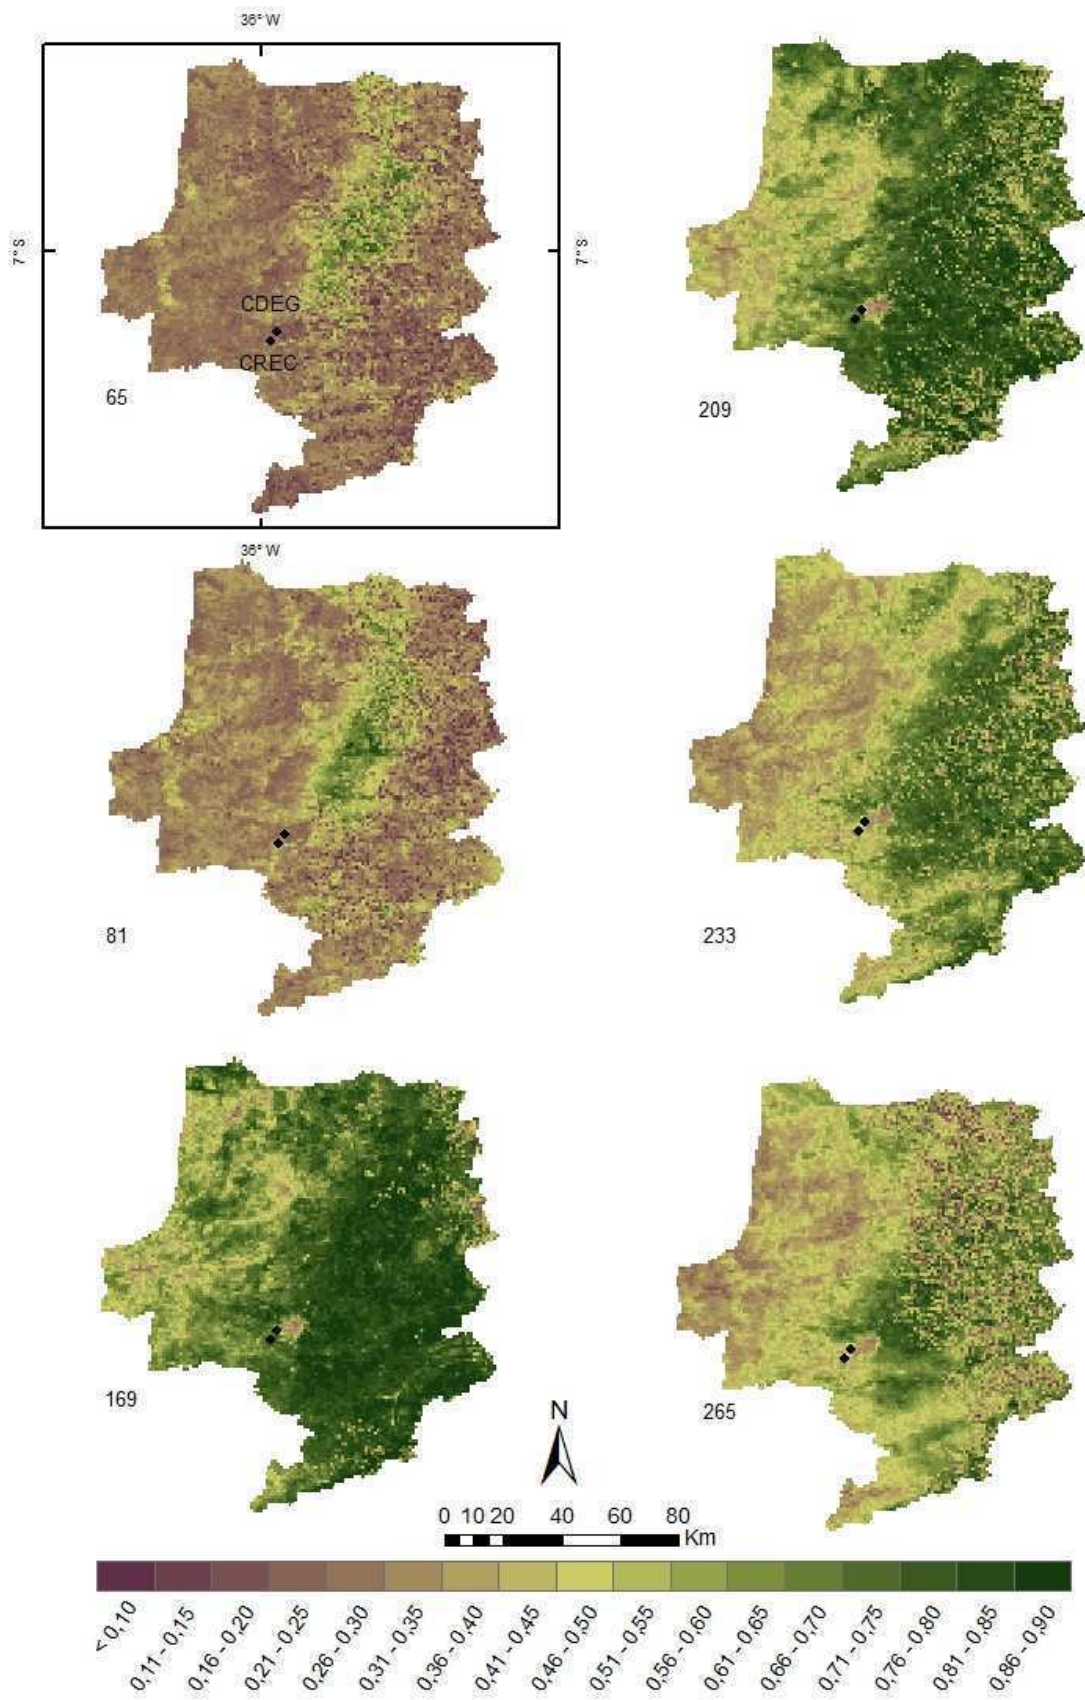 36° W
7° S
7° S
CDEG
CREC
65
209
36° W
81
233
169
265
N
0 10 20 40 60 80
Km
< 0,10
0,11 - 0,15
0,16 - 0,20
0,21 - 0,25
0,26 - 0,30
0,31 - 0,35
0,36 - 0,40
0,41 - 0,45
0,46 - 0,50
0,51 - 0,55
0,56 - 0,60
0,61 - 0,65
0,66 - 0,70
0,71 - 0,75
0,76 - 0,80
0,81 - 0,85
0,86 - 0,90